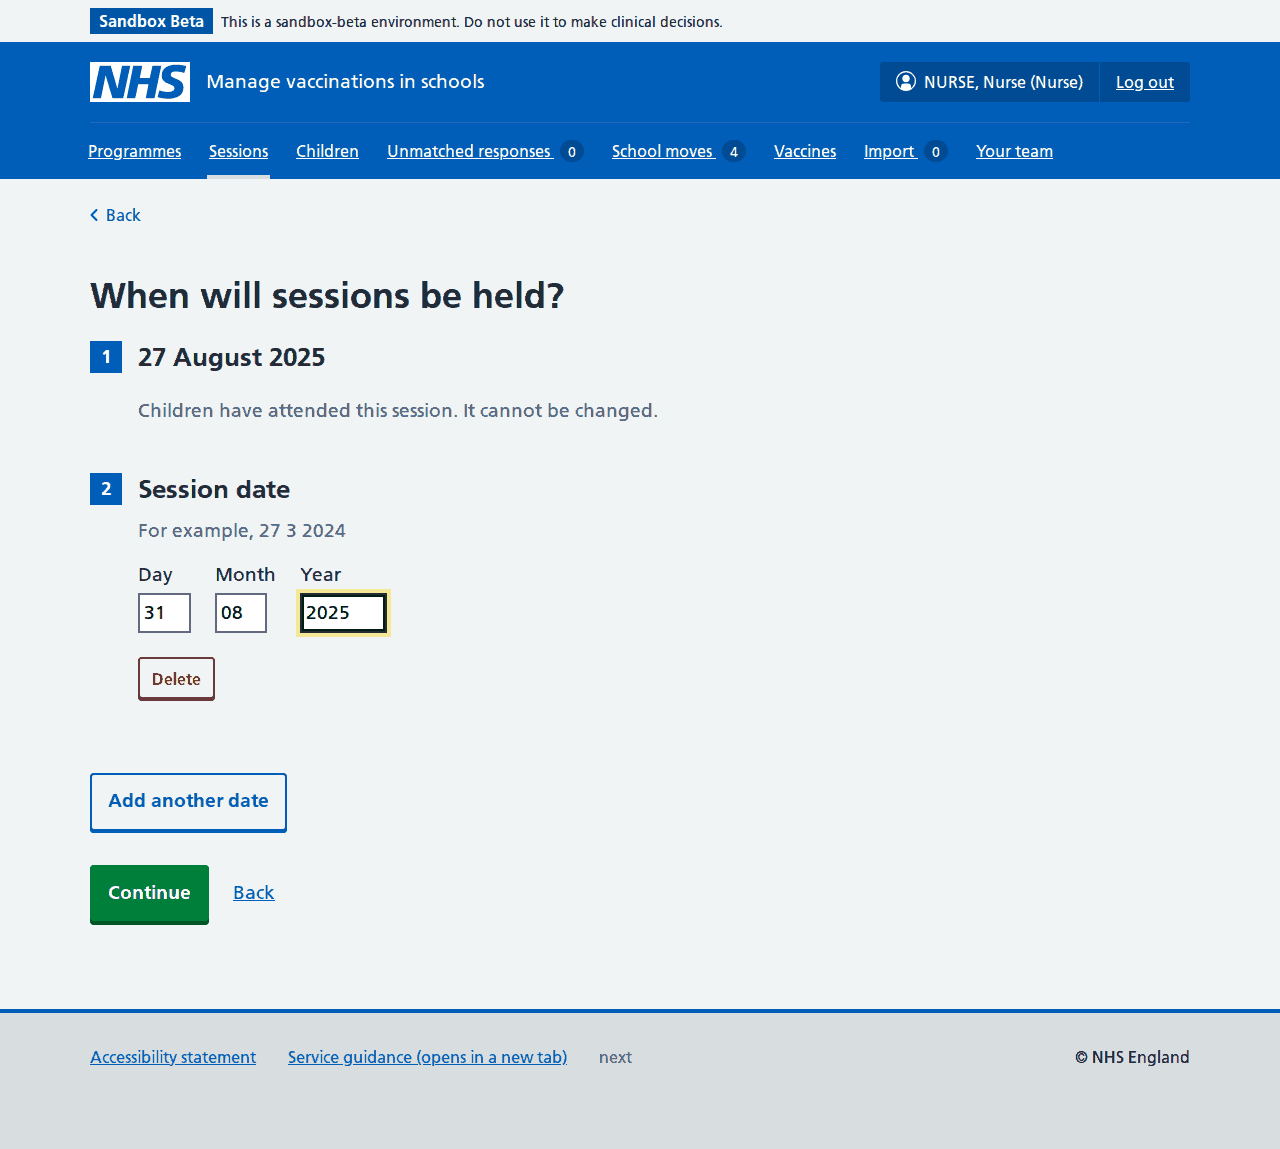 Sandbox Beta This is a sandbox-beta environment. Do not use it to make clinical decisions.
NHS Manage vaccinations in schools NURSE, Nurse (Nurse) Log out
Programmes Sessions Children Unmatched responses 0 School moves 4 Vaccines Import 0 Your team
Back
When will sessions be held?
1 27 August 2025
Children have attended this session. It cannot be changed.
2 Session date
For example, 27 3 2024
Day Month Year
31 08 2025
Delete
Add another date
Continue Back
Accessibility statement Service guidance (opens in a new tab) next © NHS England